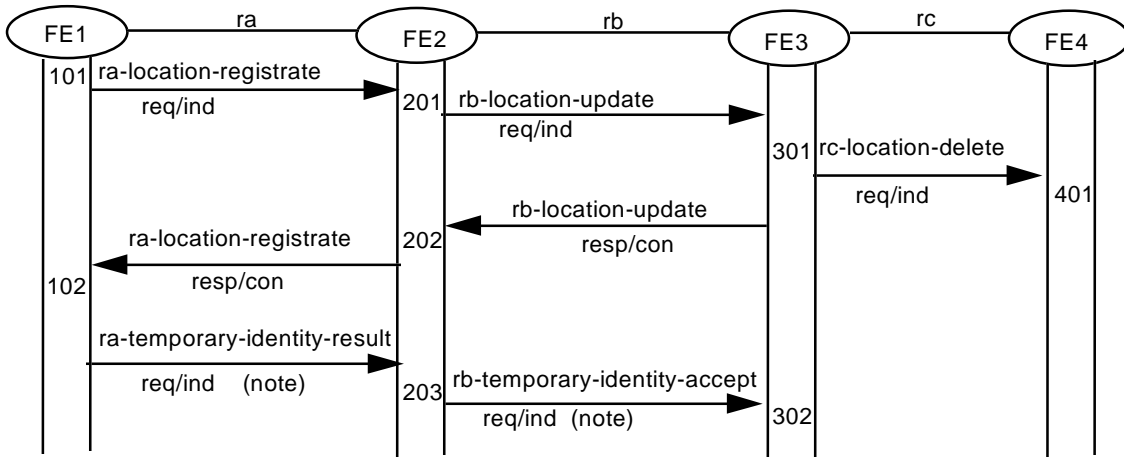 FE1
ra
FE2
rb
FE3
rc
FE4
101
ra-location-registrate
req/ind
201
rb-location-update
req/ind
301
rc-location-delete
req/ind
401
rb-location-update
resp/con
202
ra-location-registrate
resp/con
102
ra-temporary-identity-result
req/ind (note)
203
rb-temporary-identity-accept
req/ind (note)
302